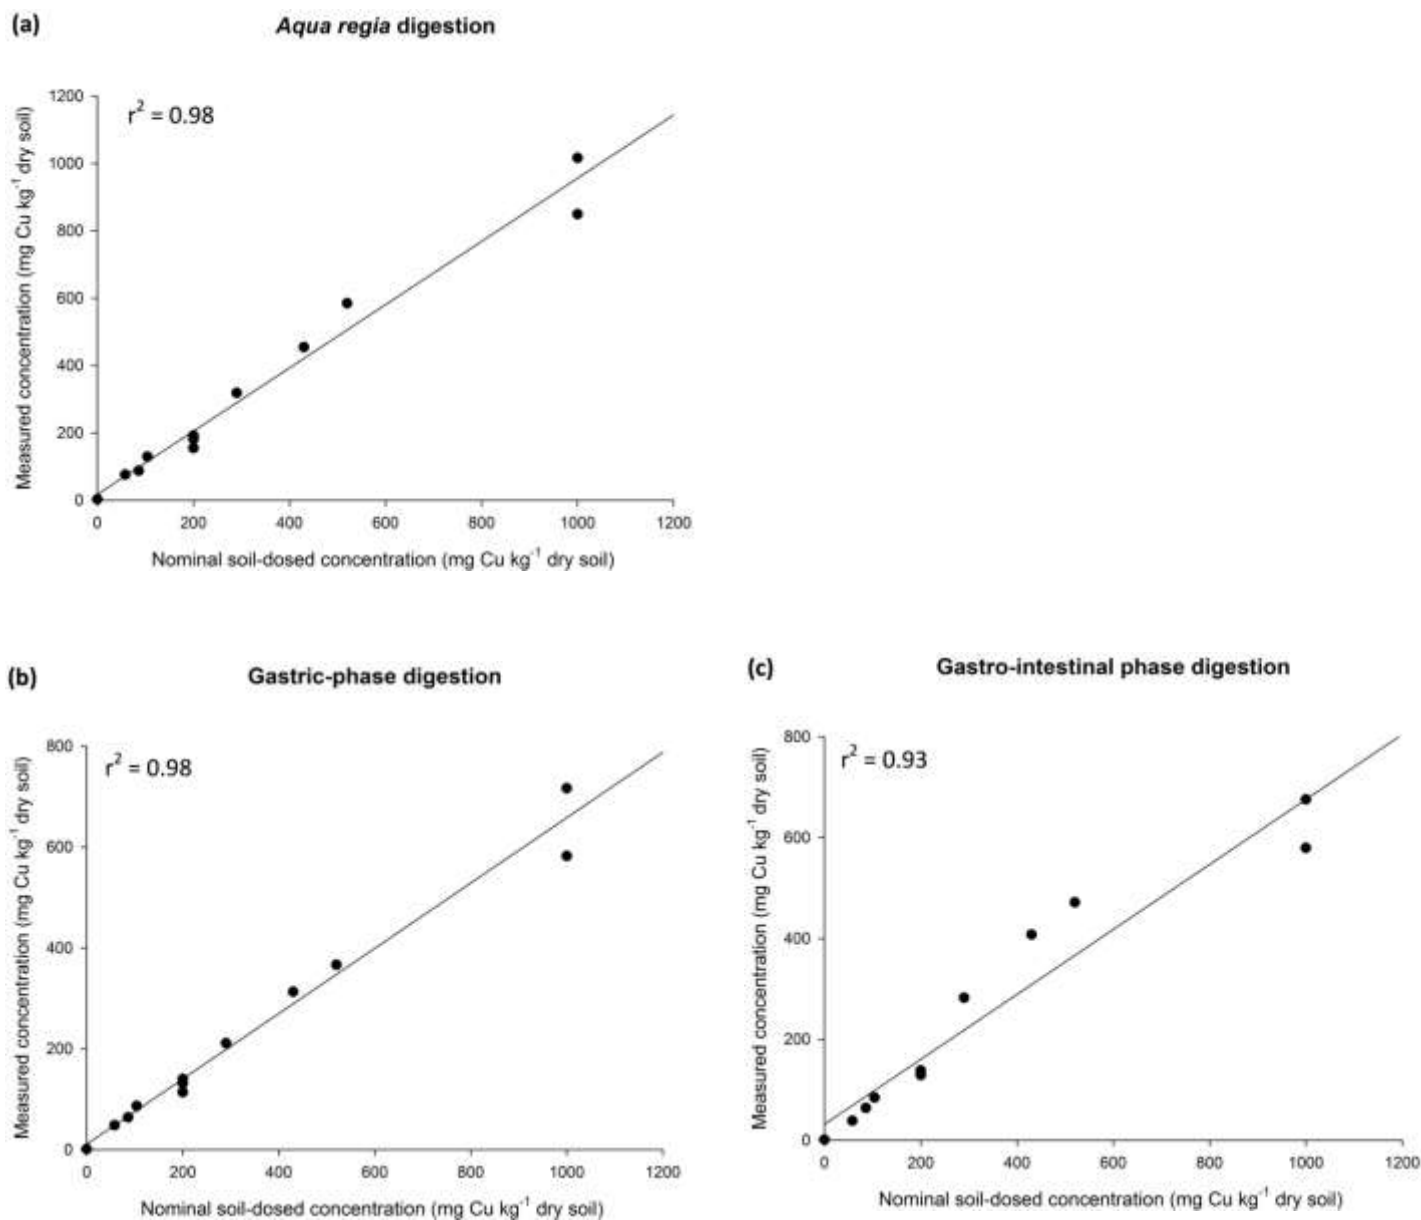 (a)
Aqua regia digestion
r² = 0.98
Measured concentration (mg Cu kg⁻¹ dry soil)
1200
1000
800
600
400
200
0
0 200 400 600 800 1000 1200
Nominal soil-dosed concentration (mg Cu kg⁻¹ dry soil)
(b)
Gastric-phase digestion
r² = 0.98
Measured concentration (mg Cu kg⁻¹ dry soil)
800
600
400
200
0
0 200 400 600 800 1000 1200
Nominal soil-dosed concentration (mg Cu kg⁻¹ dry soil)
(c)
Gastro-intestinal phase digestion
r² = 0.93
Measured concentration (mg Cu kg⁻¹ dry soil)
800
600
400
200
0
0 200 400 600 800 1000 1200
Nominal soil-dosed concentration (mg Cu kg⁻¹ dry soil)